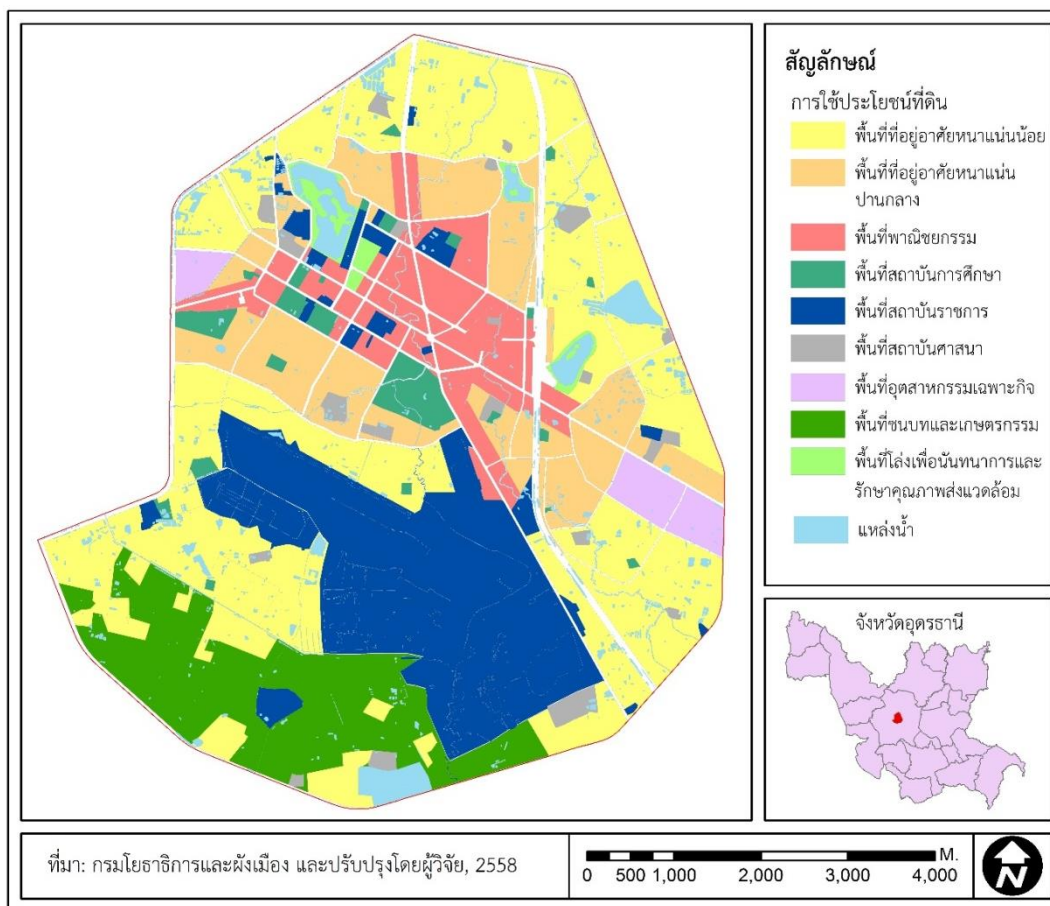 สัญลักษณ์
การใช้ประโยชน์ที่ดิน
พื้นที่ที่อยู่อาศัยหนาแน่นน้อย
พื้นที่ที่อยู่อาศัยหนาแน่น
ปานกลาง
พื้นที่พาณิชยกรรม
พื้นที่สถาบันการศึกษา
พื้นที่สถาบันราชการ
พื้นที่สถาบันศาสนา
พื้นที่อุตสาหกรรมเฉพาะกิจ
พื้นที่ชนบทและเกษตรกรรม
พื้นที่โล่งเพื่อนันทนาการและ
รักษาคุณภาพส่งแวดล้อม
แหล่งน้ำ
จังหวัดอุดรธานี
ที่มา: กรมโยธาธิการและผังเมือง และปรับปรุงโดยผู้วิจัย, 2558
M.
0 500 1,000 2,000 3,000 4,000
N